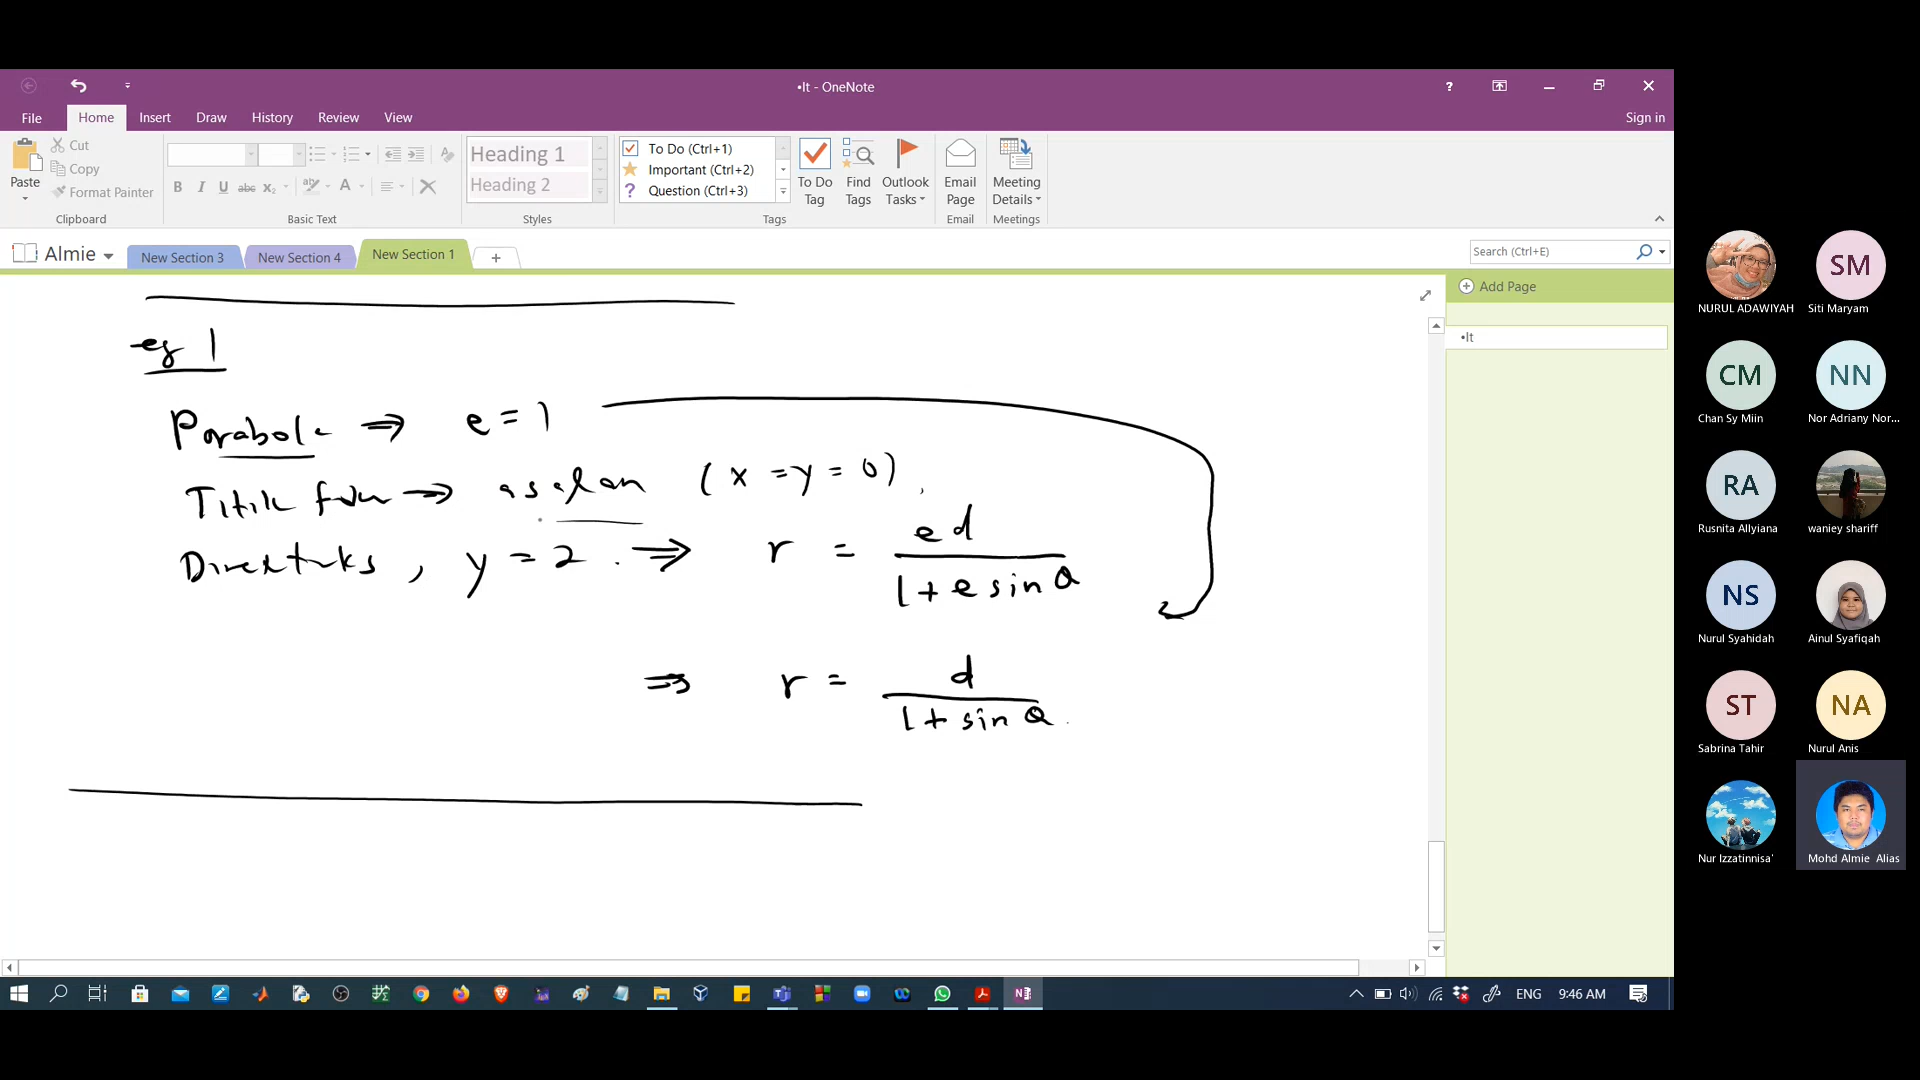 •It - OneNote
File Home Insert Draw History Review View Sign in
Paste Cut Copy Format Painter
Clipboard
B I U abc x₂ A
Basic Text
Heading 1
Heading 2
Styles
To Do (Ctrl+1)
Important (Ctrl+2)
Question (Ctrl+3)
Tags
To Do Tag
Find Tags
Outlook Tasks
Email Page
Email
Meeting Details
Meetings
Almie New Section 3 New Section 4 New Section 1 +
Search (Ctrl+E)
Add Page
•It
eg 1
Parabola ⇒ e = 1
Titik → asalan (x = y = 0),
, y = 2 . ⇒ r = ed / (1 + e sin θ)
⇒ r = d / (1 + sin θ) .
NURUL ADAWIYAH
SM
Siti Maryam
CM
Chan Sy Miin
NN
Nor Adriany Nor...
RA
Rusnita Allyiana
waniey shariff
NS
Nurul Syahidah
Ainul Syafiqah
ST
Sabrina Tahir
NA
Nurul Anis
Nur Izzatinnisa'
Mohd Almie Alias
ENG 9:46 AM